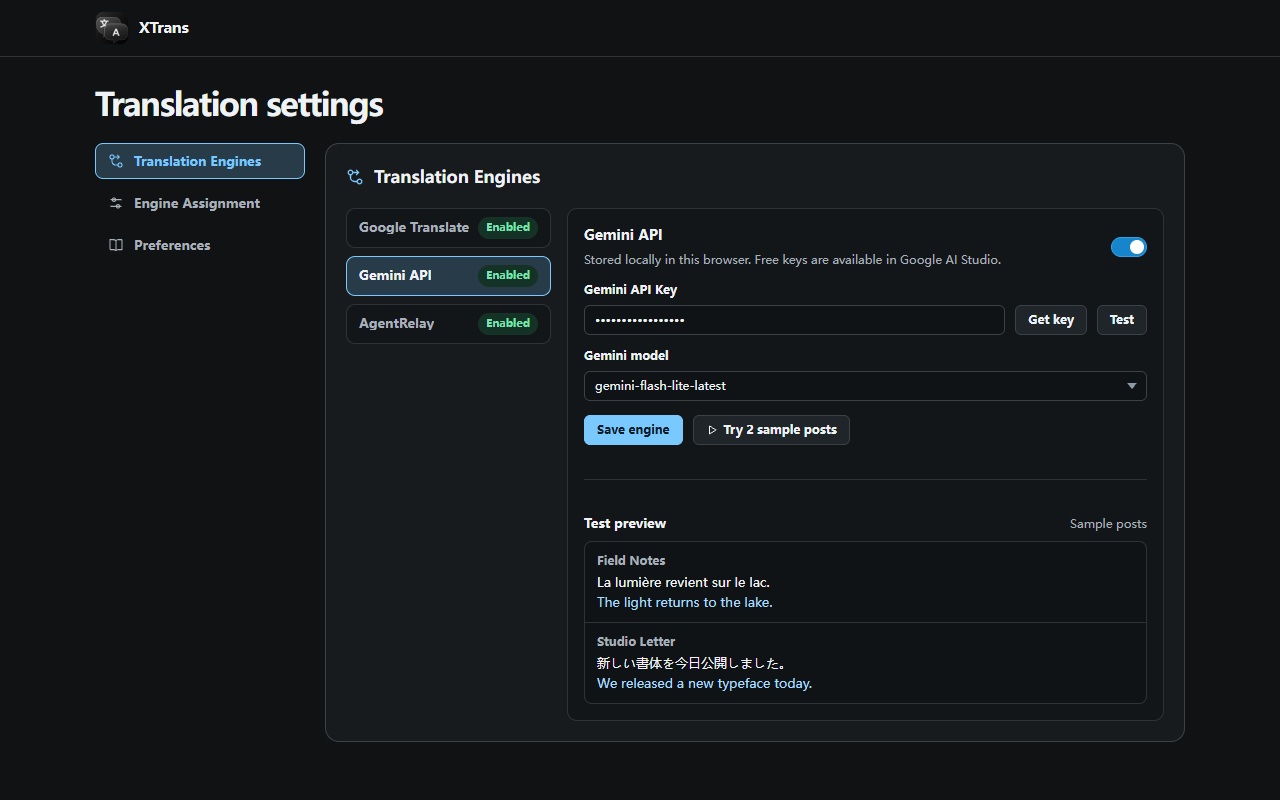 XTrans
Translation settings
Translation Engines
Engine Assignment
Preferences
Translation Engines
Google Translate Enabled
Gemini API Enabled
AgentRelay Enabled
Gemini API
Stored locally in this browser. Free keys are available in Google AI Studio.
Gemini API Key
•••••••••••••••••
Get key
Test
Gemini model
gemini-flash-lite-latest
Save engine
Try 2 sample posts
Test preview
Sample posts
Field Notes
La lumière revient sur le lac.
The light returns to the lake.
Studio Letter
新しい書体を今日公開しました。
We released a new typeface today.